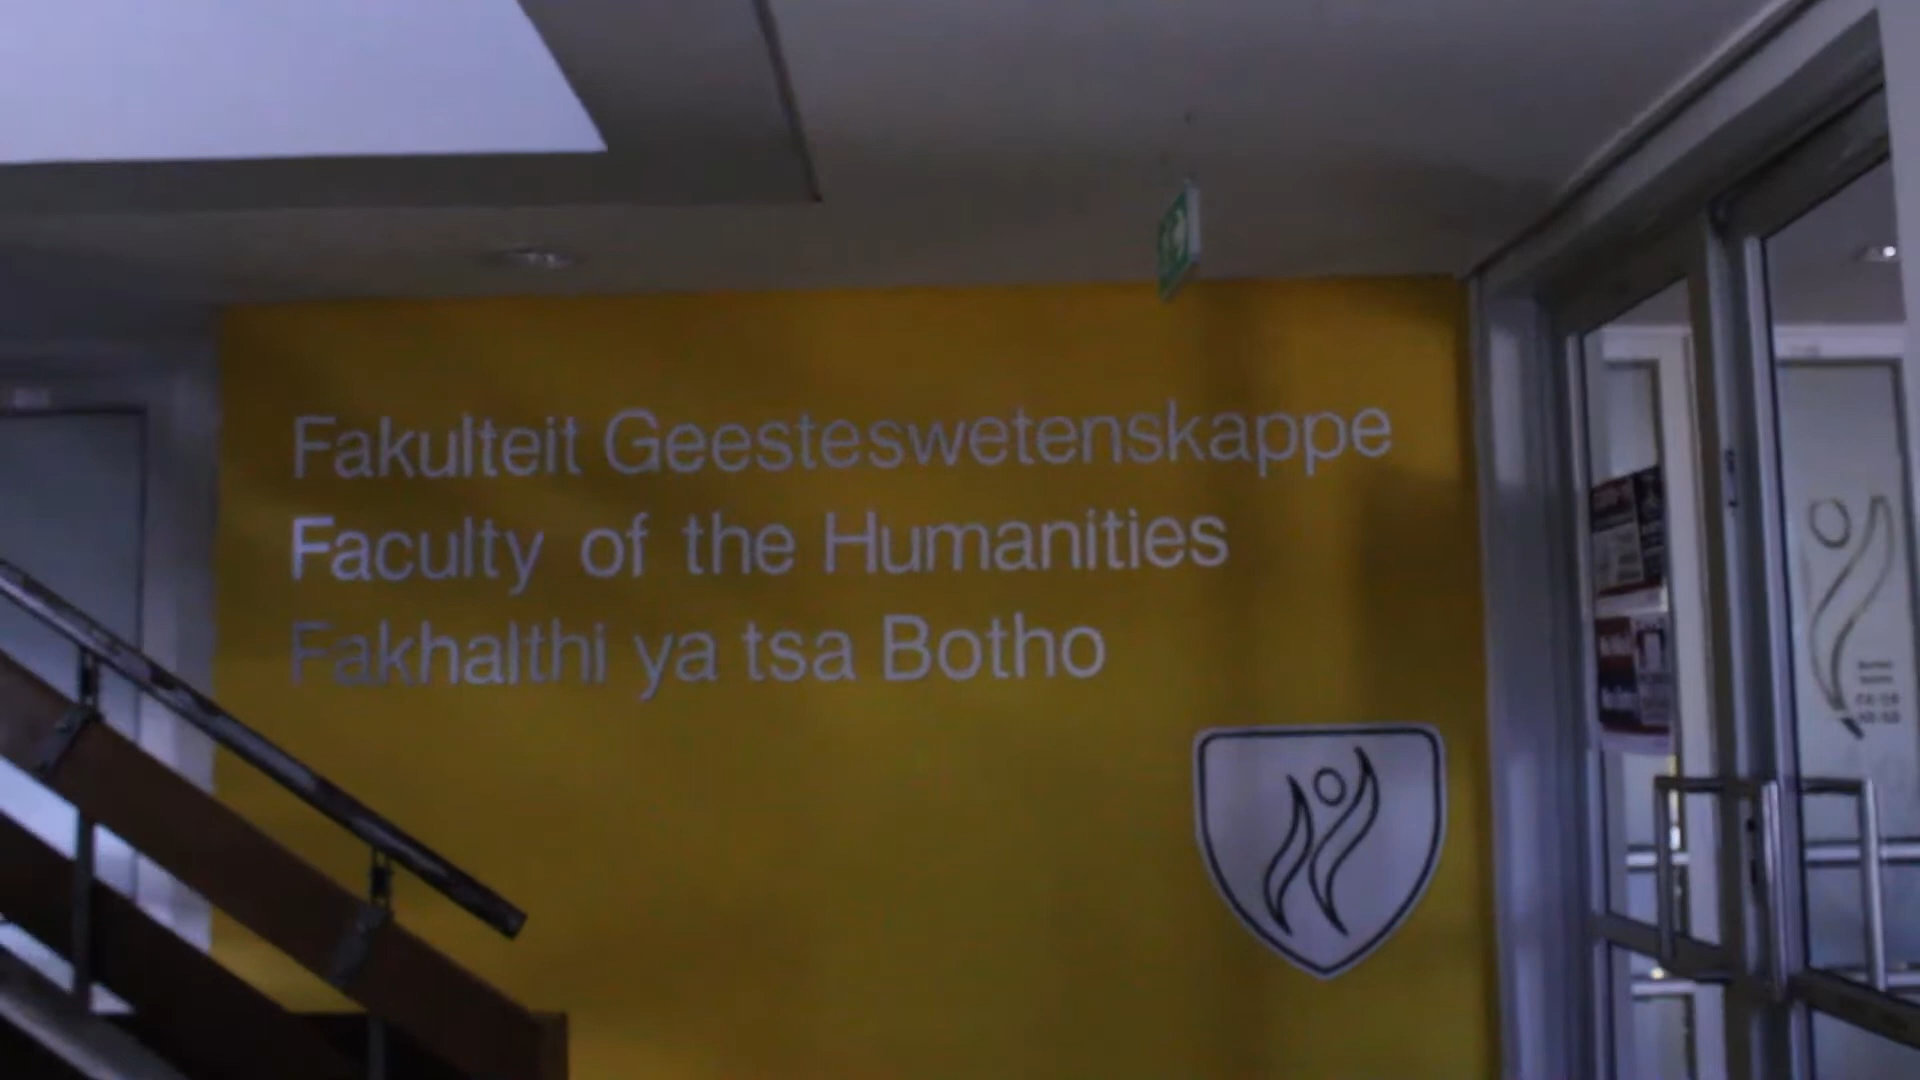 Fakulteit Geesteswetenskappe
Faculty of the Humanities
Fakhalthi ya tsa Botho